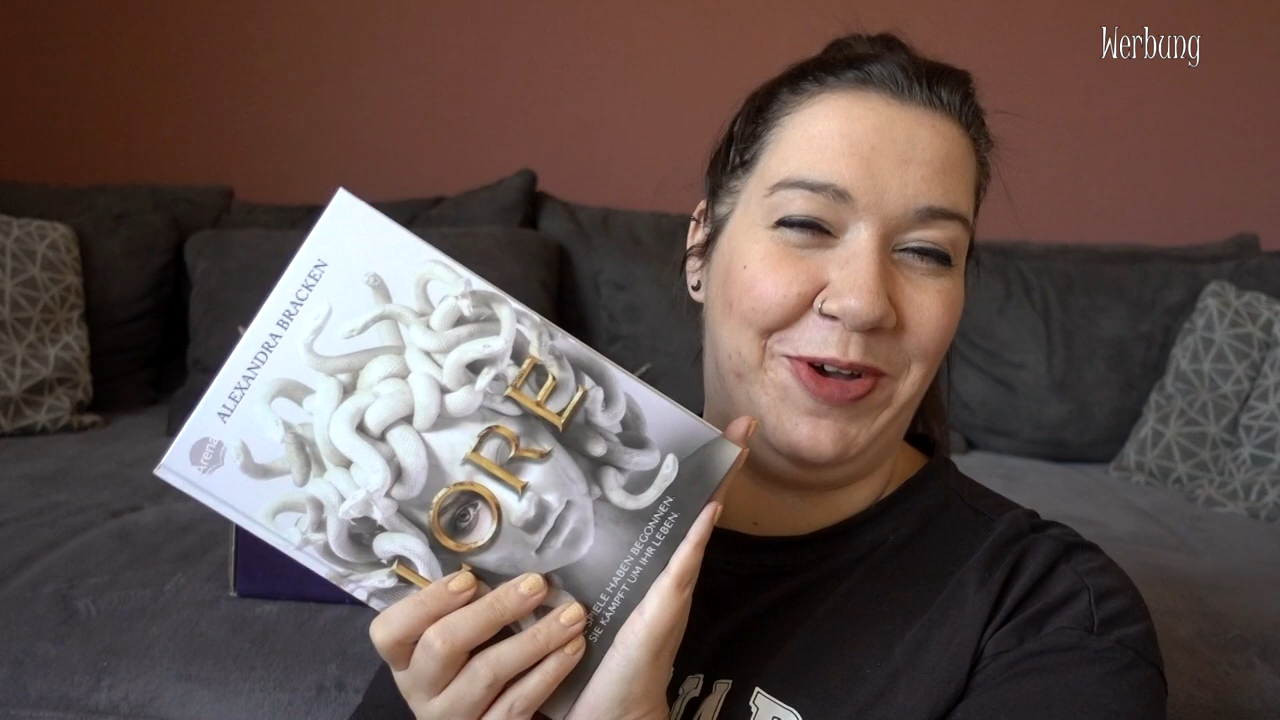 Werbung
ALEXANDRA BRACKEN
Arena
LORE
SPIELE HABEN BEGONNEN.
SIE KÄMPFT UM IHR LEBEN.